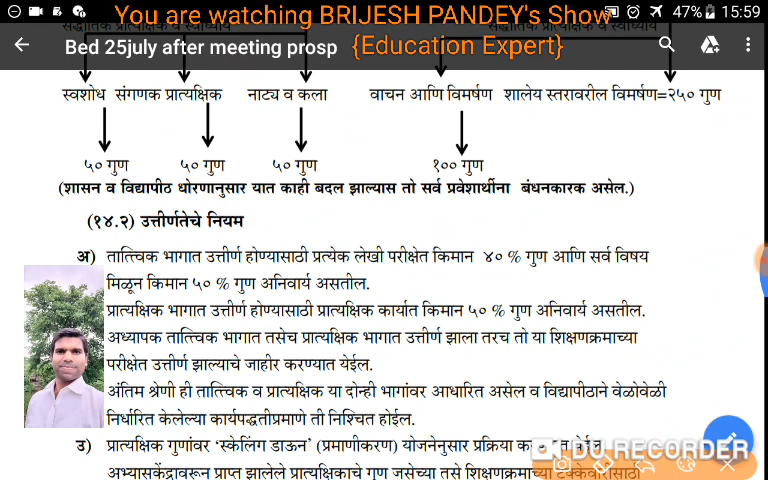 सैद्धांतिक प्रात्यक्षिक व स्वाध्याय सैद्धांतिक प्रात्यक्षिक व स्वाध्याय
You are watching BRIJESH PANDEY's Show
47% 15:59
Bed 25july after meeting prosp {Education Expert}
स्वशोध संगणक प्रात्यक्षिक नाट्य व कला वाचन आणि विमर्षण शालेय स्तरावरील विमर्षण=२५० गुण
५० गुण ५० गुण ५० गुण १०० गुण
(शासन व विद्यापीठ धोरणानुसार यात काही बदल झाल्यास तो सर्व प्रवेशार्थींना बंधनकारक असेल.)
(१४.२) उत्तीर्णतेचे नियम
अ) तात्त्विक भागात उत्तीर्ण होण्यासाठी प्रत्येक लेखी परीक्षेत किमान ४० % गुण आणि सर्व विषय
मिळून किमान ५० % गुण अनिवार्य असतील.
प्रात्यक्षिक भागात उत्तीर्ण होण्यासाठी प्रात्यक्षिक कार्यात किमान ५० % गुण अनिवार्य असतील.
अध्यापक तात्त्विक भागात तसेच प्रात्यक्षिक भागात उत्तीर्ण झाला तरच तो या शिक्षणक्रमाच्या
परीक्षेत उत्तीर्ण झाल्याचे जाहीर करण्यात येईल.
अंतिम श्रेणी ही तात्त्विक व प्रात्यक्षिक या दोन्ही भागांवर आधारित असेल व विद्यापीठाने वेळोवेळी
निर्धारित केलेल्या कार्यपद्धतीप्रमाणे ती निश्चित होईल.
उ) प्रात्यक्षिक गुणांवर 'स्केलिंग डाऊन' (प्रमाणीकरण) योजनेनुसार प्रक्रिया येईल
DU RECORDER
अभ्यासकेंद्रावरून प्राप्त झालेले प्रात्यक्षिकाचे गुण जसेच्या तसे शिक्षणक्रमाच्या टक्केवारीसाठी